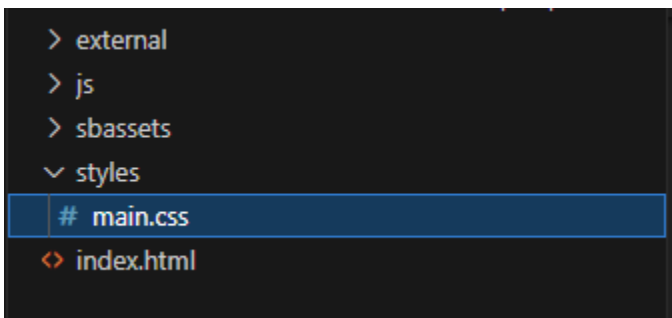 external
js
sbassets
styles
# main.css
<> index.html